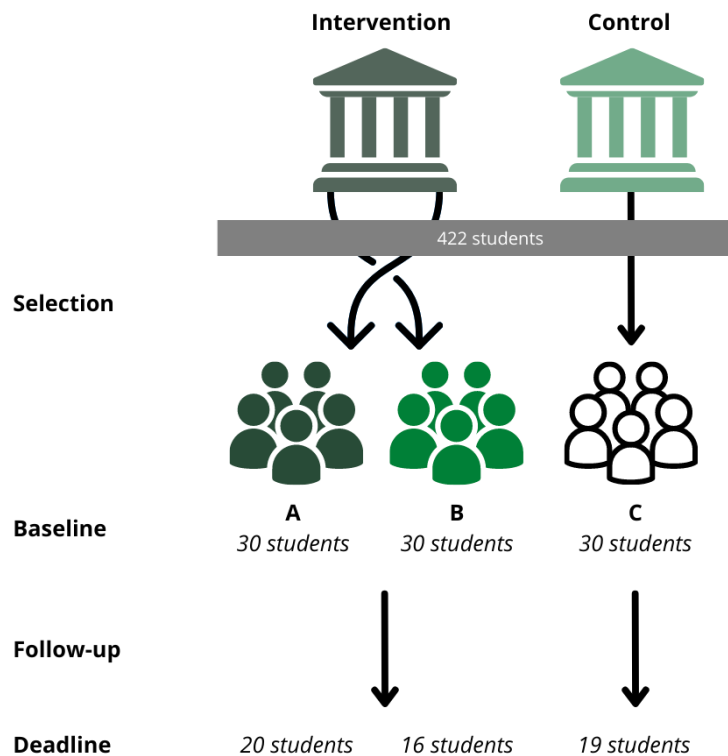 Intervention Control
422 students
Selection
A B C
Baseline
30 students 30 students 30 students
Follow-up
Deadline 20 students 16 students 19 students